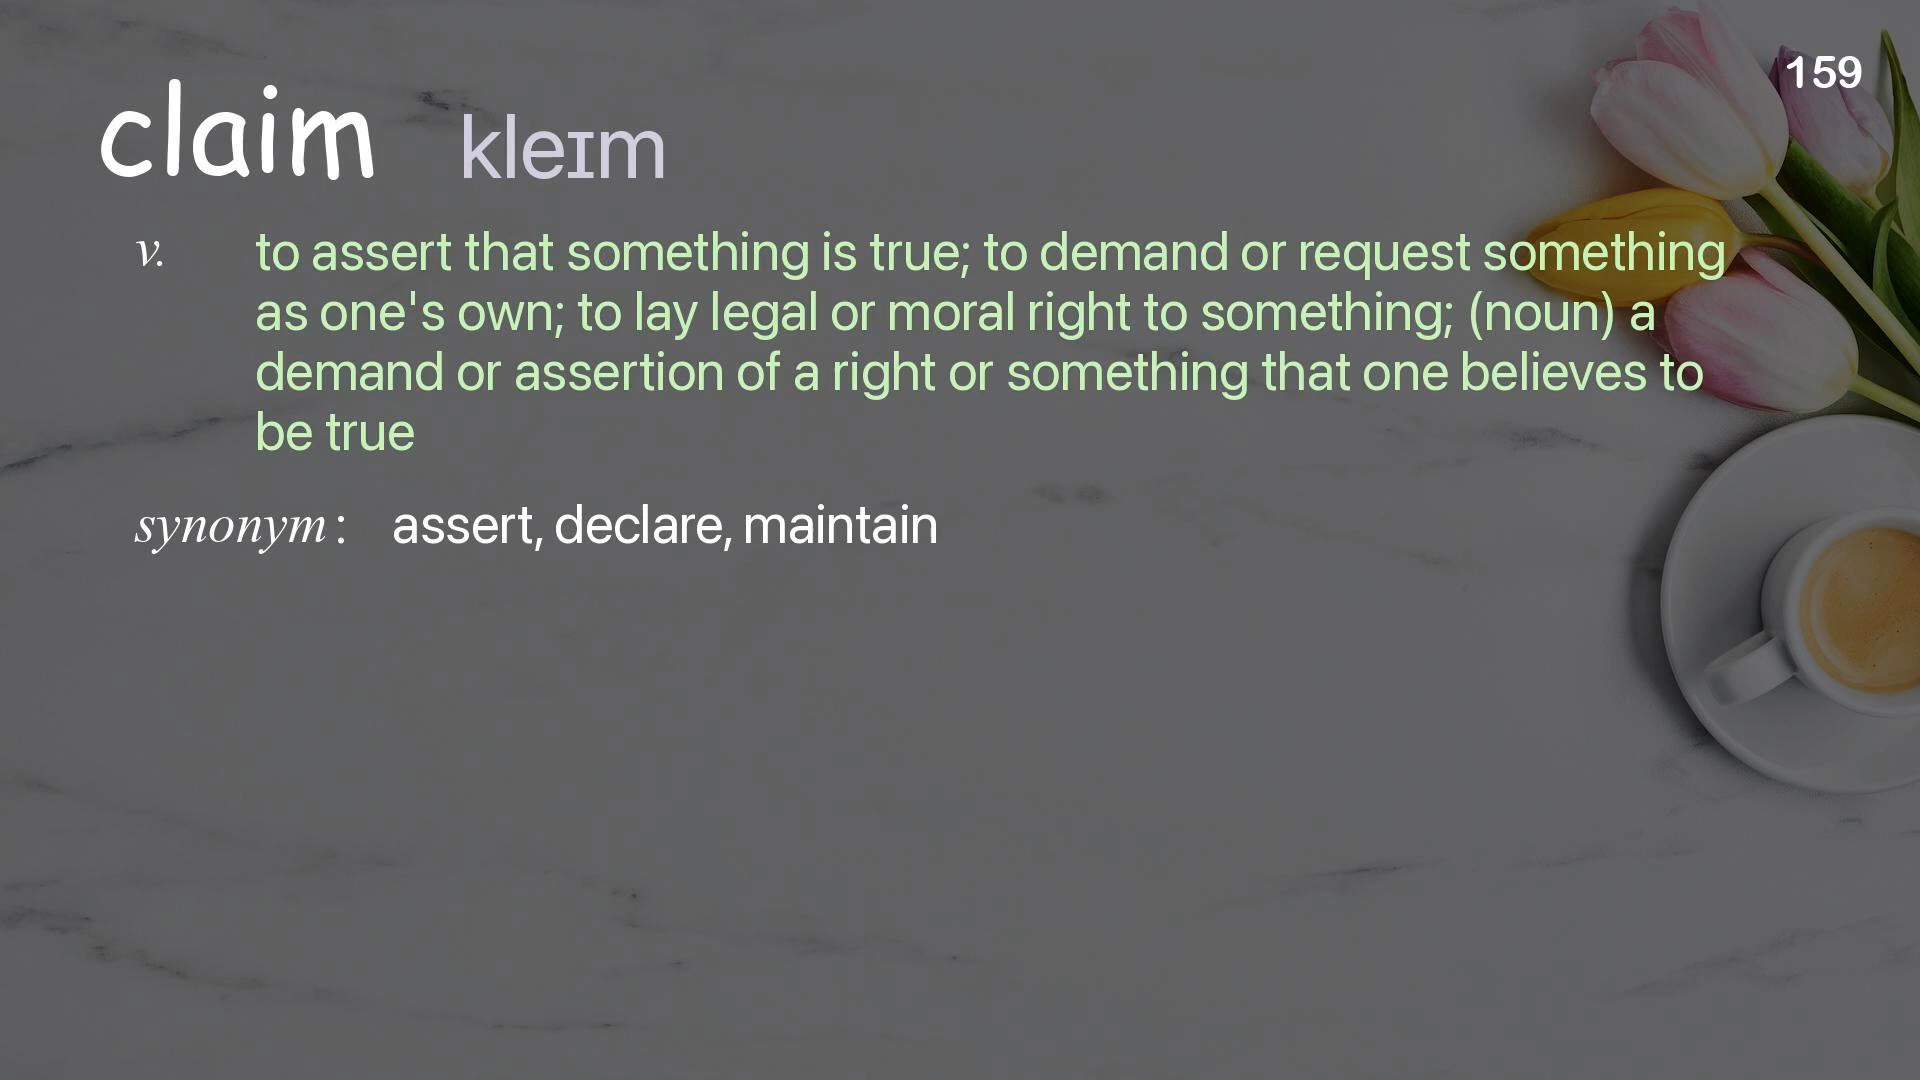 159
claim kleɪm
v. to assert that something is true; to demand or request something
as one's own; to lay legal or moral right to something; (noun) a
demand or assertion of a right or something that one believes to
be true
synonym: assert, declare, maintain